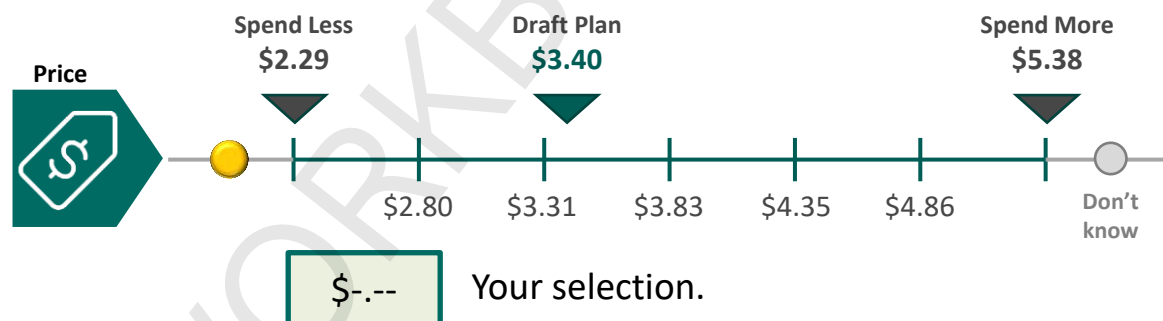 Spend Less
$2.29
Draft Plan
$3.40
Spend More
$5.38
Price
$
$2.80
$3.31
$3.83
$4.35
$4.86
Don't
know
$-.--
Your selection.